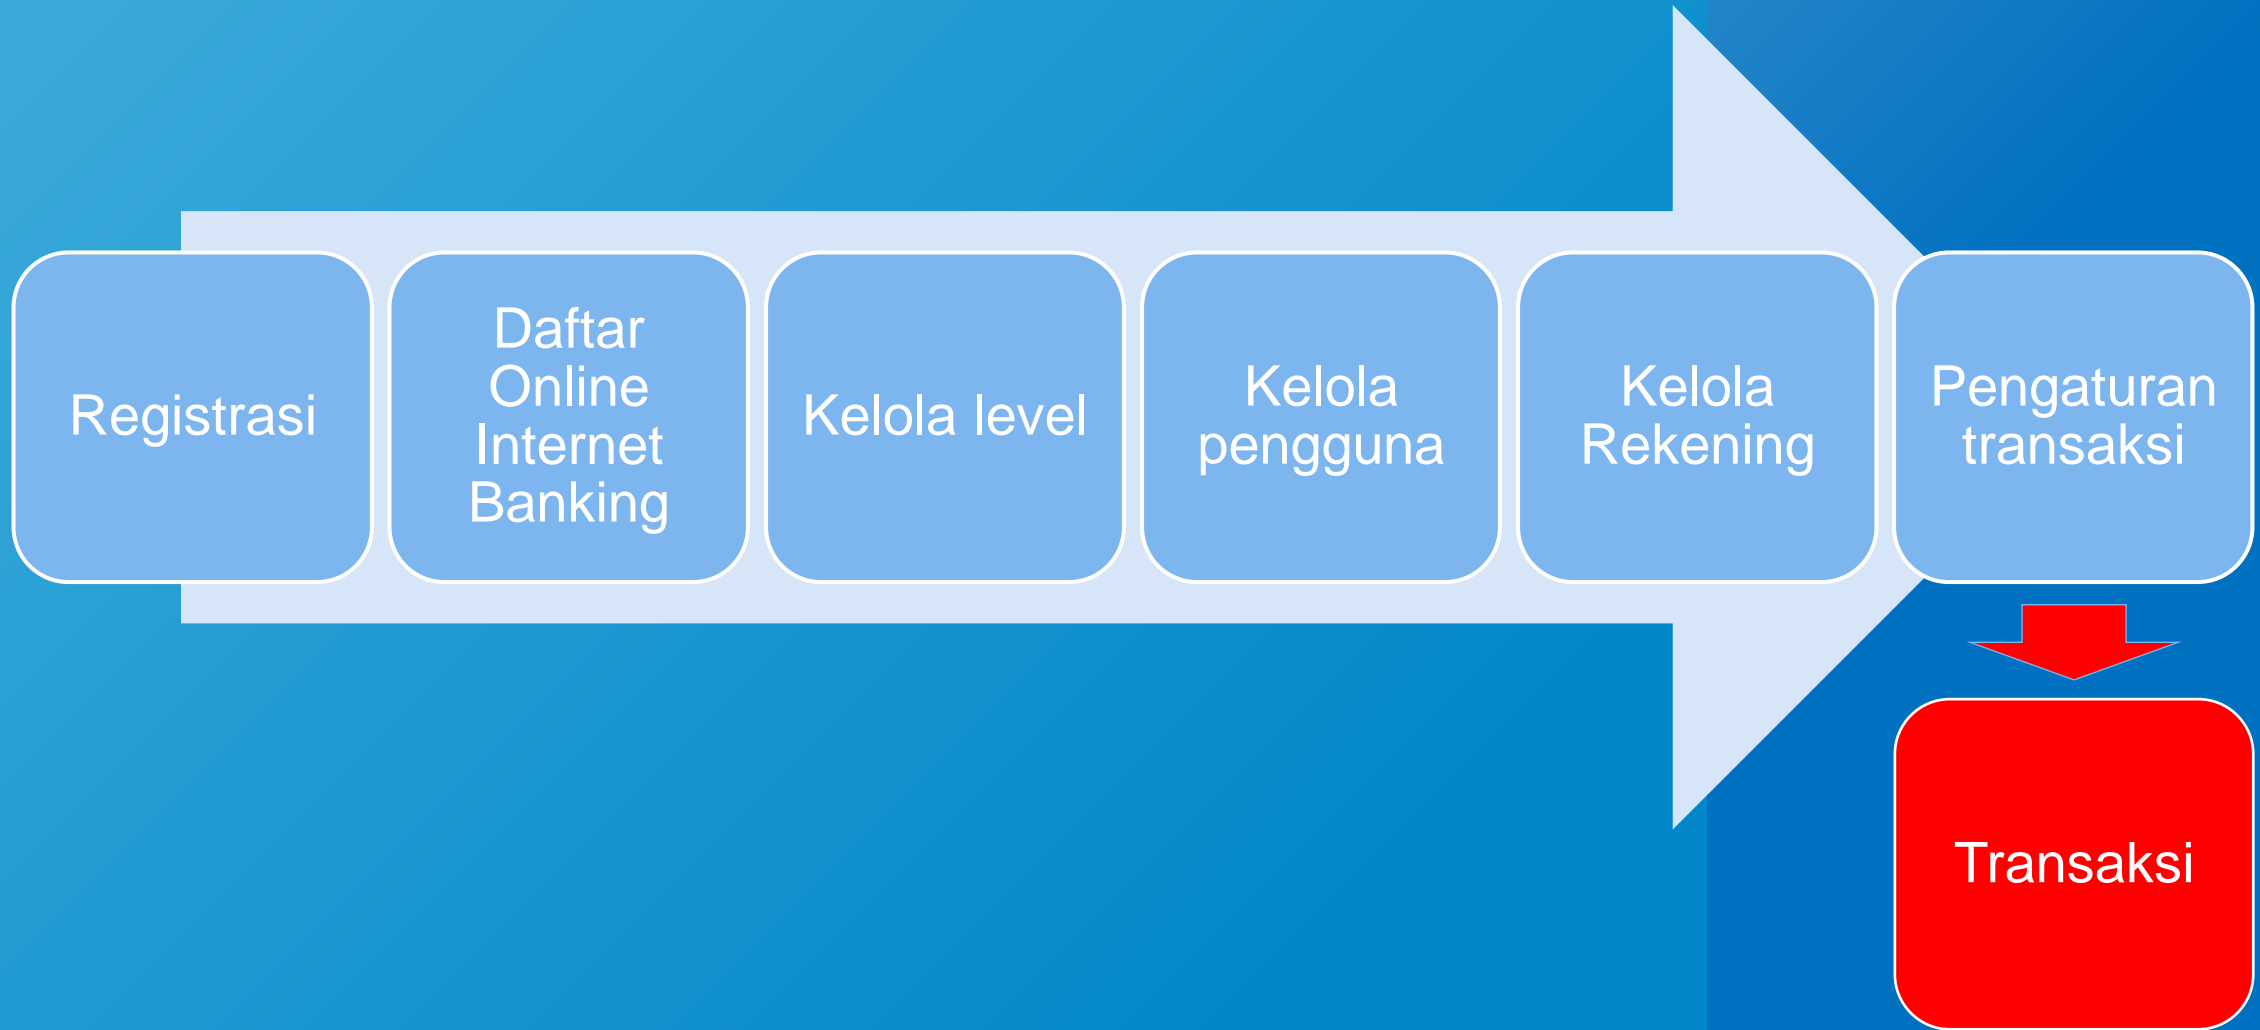 Registrasi
Daftar
Online
Internet
Banking
Kelola level
Kelola
pengguna
Kelola
Rekening
Pengaturan
transaksi
Transaksi